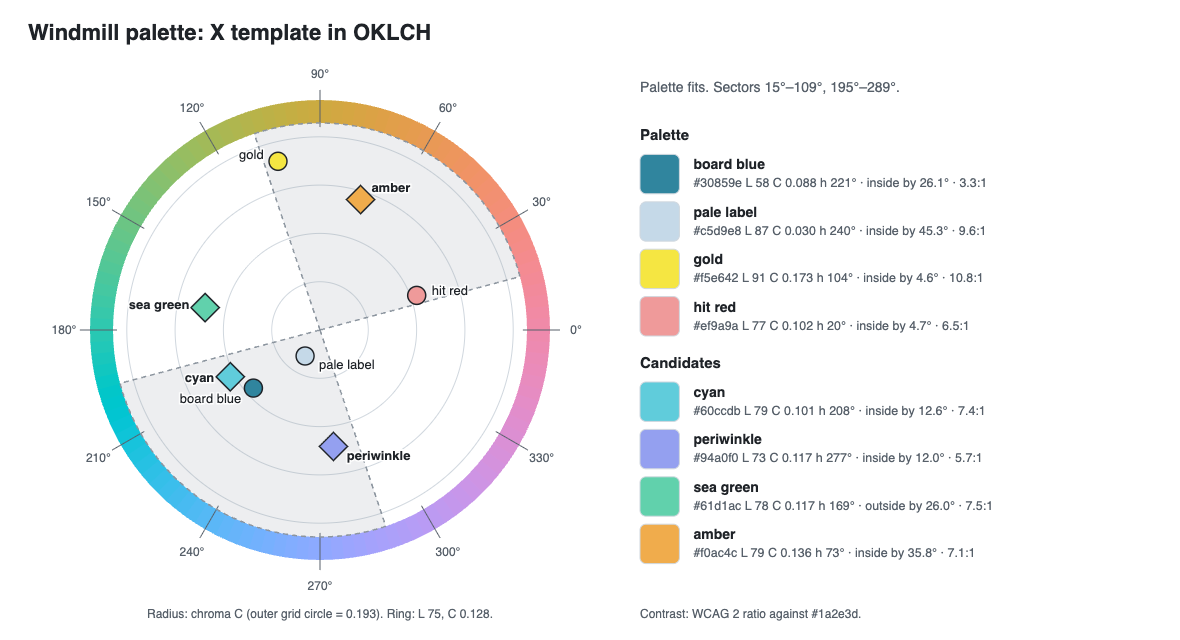 Windmill palette: X template in OKLCH
90°
120°
60°
150°
30°
180°
0°
210°
330°
240°
300°
270°
gold
amber
hit red
sea green
pale label
cyan
board blue
periwinkle
Radius: chroma C (outer grid circle = 0.193). Ring: L 75, C 0.128.
Palette fits. Sectors 15°–109°, 195°–289°.
Palette
board blue
#30859e L 58 C 0.088 h 221° · inside by 26.1° · 3.3:1
pale label
#c5d9e8 L 87 C 0.030 h 240° · inside by 45.3° · 9.6:1
gold
#f5e642 L 91 C 0.173 h 104° · inside by 4.6° · 10.8:1
hit red
#ef9a9a L 77 C 0.102 h 20° · inside by 4.7° · 6.5:1
Candidates
cyan
#60ccdb L 79 C 0.101 h 208° · inside by 12.6° · 7.4:1
periwinkle
#94a0f0 L 73 C 0.117 h 277° · inside by 12.0° · 5.7:1
sea green
#61d1ac L 78 C 0.117 h 169° · outside by 26.0° · 7.5:1
amber
#f0ac4c L 79 C 0.136 h 73° · inside by 35.8° · 7.1:1
Contrast: WCAG 2 ratio against #1a2e3d.